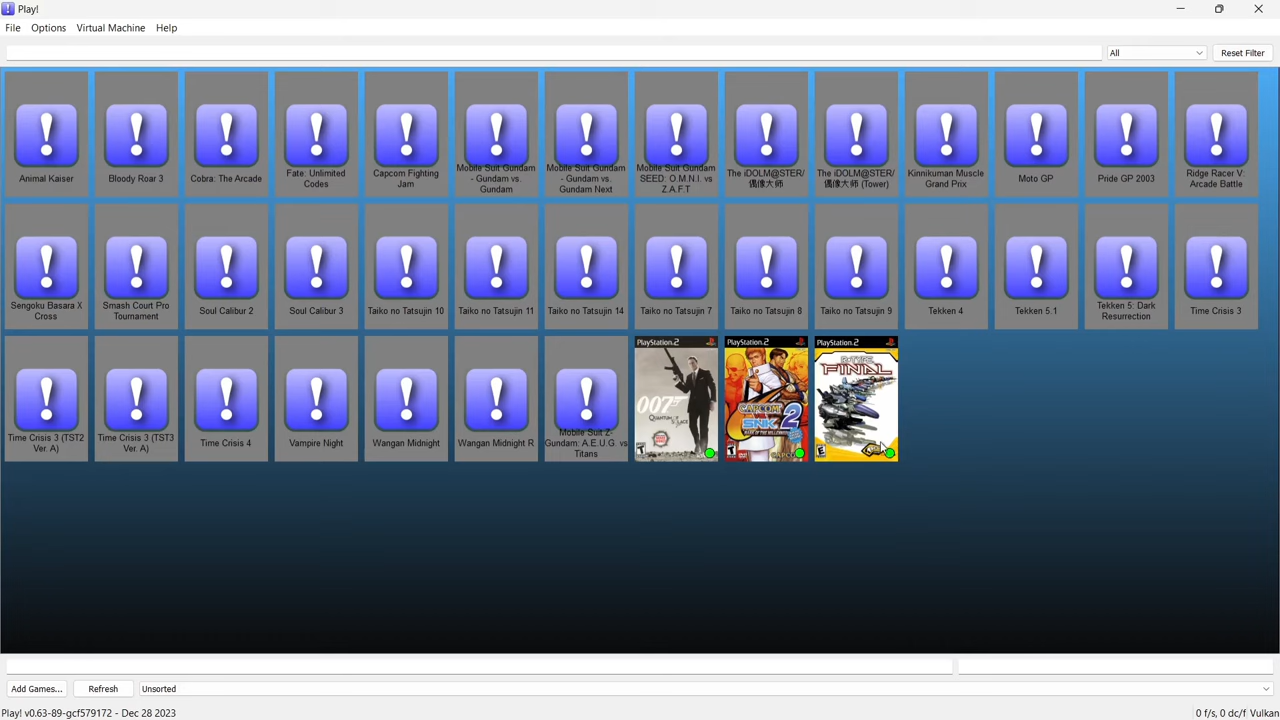 Play!
File Options Virtual Machine Help
All Reset Filter
Animal Kaiser
Bloody Roar 3
Cobra: The Arcade
Fate: Unlimited
Codes
Capcom Fighting
Jam
Mobile Suit Gundam
- Gundam vs.
Gundam
Mobile Suit Gundam
- Gundam vs.
Gundam Next
Mobile Suit Gundam
SEED: O.M.N.I. vs
Z.A.F.T
The iDOLM@STER/
偶像大师
The iDOLM@STER/
偶像大师 (Tower)
Kinnikuman Muscle
Grand Prix
Moto GP
Pride GP 2003
Ridge Racer V:
Arcade Battle
Sengoku Basara X
Cross
Smash Court Pro
Tournament
Soul Calibur 2
Soul Calibur 3
Taiko no Tatsujin 10
Taiko no Tatsujin 11
Taiko no Tatsujin 14
Taiko no Tatsujin 7
Taiko no Tatsujin 8
Taiko no Tatsujin 9
Tekken 4
Tekken 5.1
Tekken 5: Dark
Resurrection
Time Crisis 3
Time Crisis 3 (TST2
Ver. A)
Time Crisis 3 (TST3
Ver. A)
Time Crisis 4
Vampire Night
Wangan Midnight
Wangan Midnight R
Mobile Suit Z-
Gundam: A.E.U.G. vs
Titans
PlayStation.2
007
QUANTUM OF SOLACE
PlayStation.2
CAPCOM
SNK 2
PlayStation.2
R-TYPE
FINAL
Add Games... Refresh Unsorted
Play! v0.63-89-gcf579172 - Dec 28 2023 0 f/s, 0 dc/f Vulkan